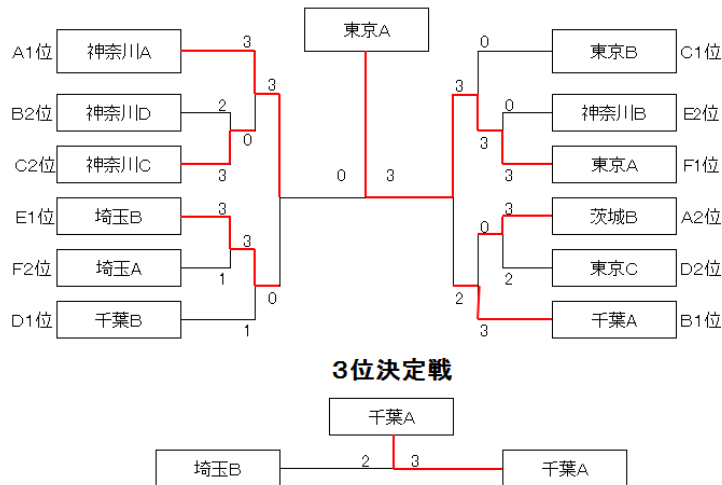 東京A
A1位 神奈川A 3 0 東京B C1位
3 3
B2位 神奈川D 2 0 神奈川B E2位
0 3
C2位 神奈川C 3 3 東京A F1位
0 3
E1位 埼玉B 3 3 茨城B A2位
3 0
F2位 埼玉A 1 2 東京C D2位
0 2
D1位 千葉B 1 3 千葉A B1位
3位決定戦
千葉A
埼玉B 2 3 千葉A